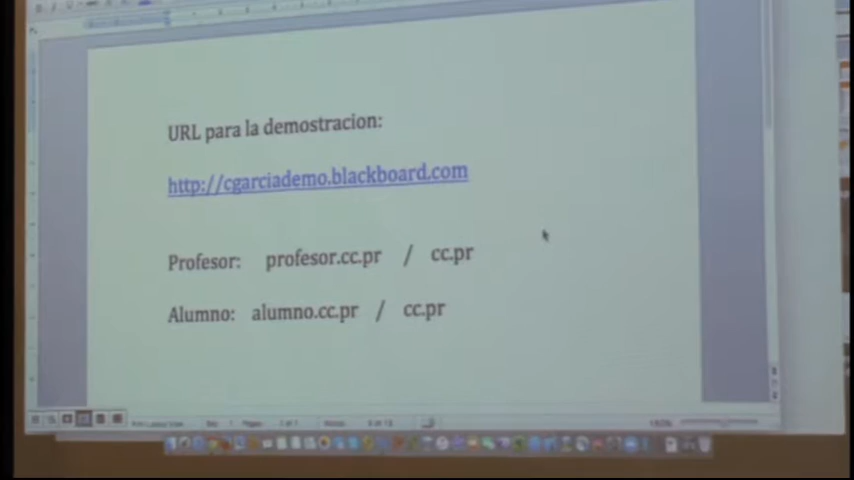 URL para la demostracion:
http://cgarciademo.blackboard.com
Profesor: profesor.cc.pr / cc.pr
Alumno: alumno.cc.pr / cc.pr